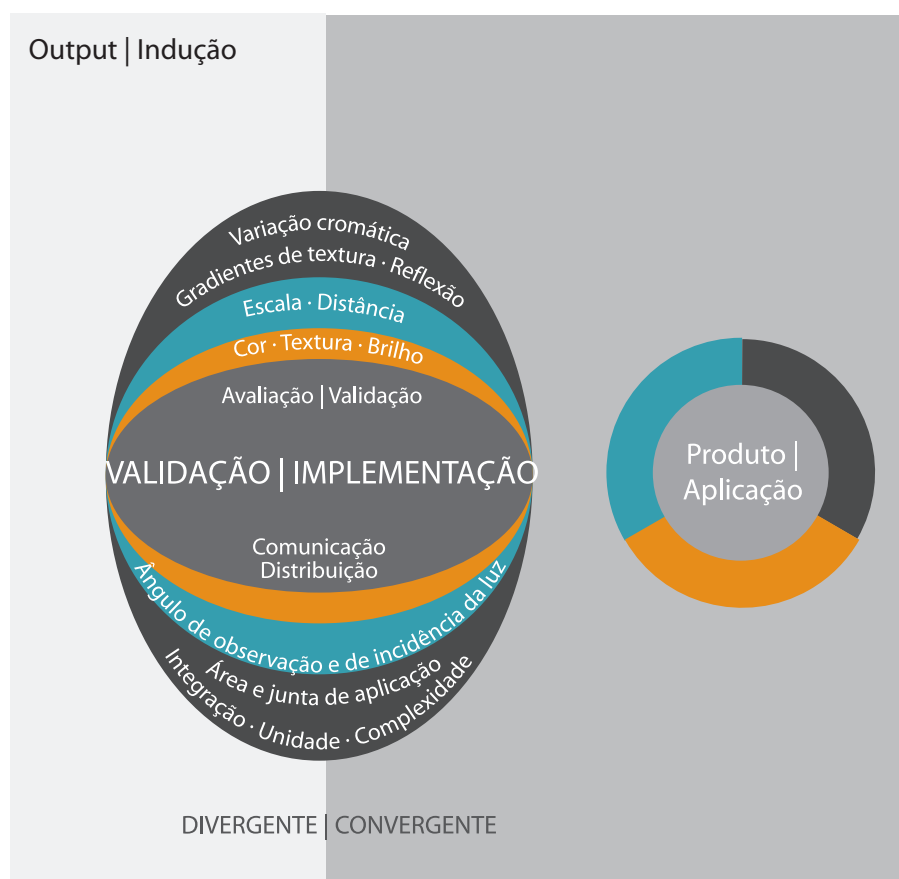 Output | Indução
Variação cromática
Gradientes de textura · Reflexão
Escala · Distância
Cor · Textura · Brilho
Avaliação | Validação
VALIDAÇÃO | IMPLEMENTAÇÃO
Comunicação
Distribuição
Ângulo de observação e de incidência da luz
Área e junta de aplicação
Integração · Unidade · Complexidade
Produto |
Aplicação
DIVERGENTE | CONVERGENTE